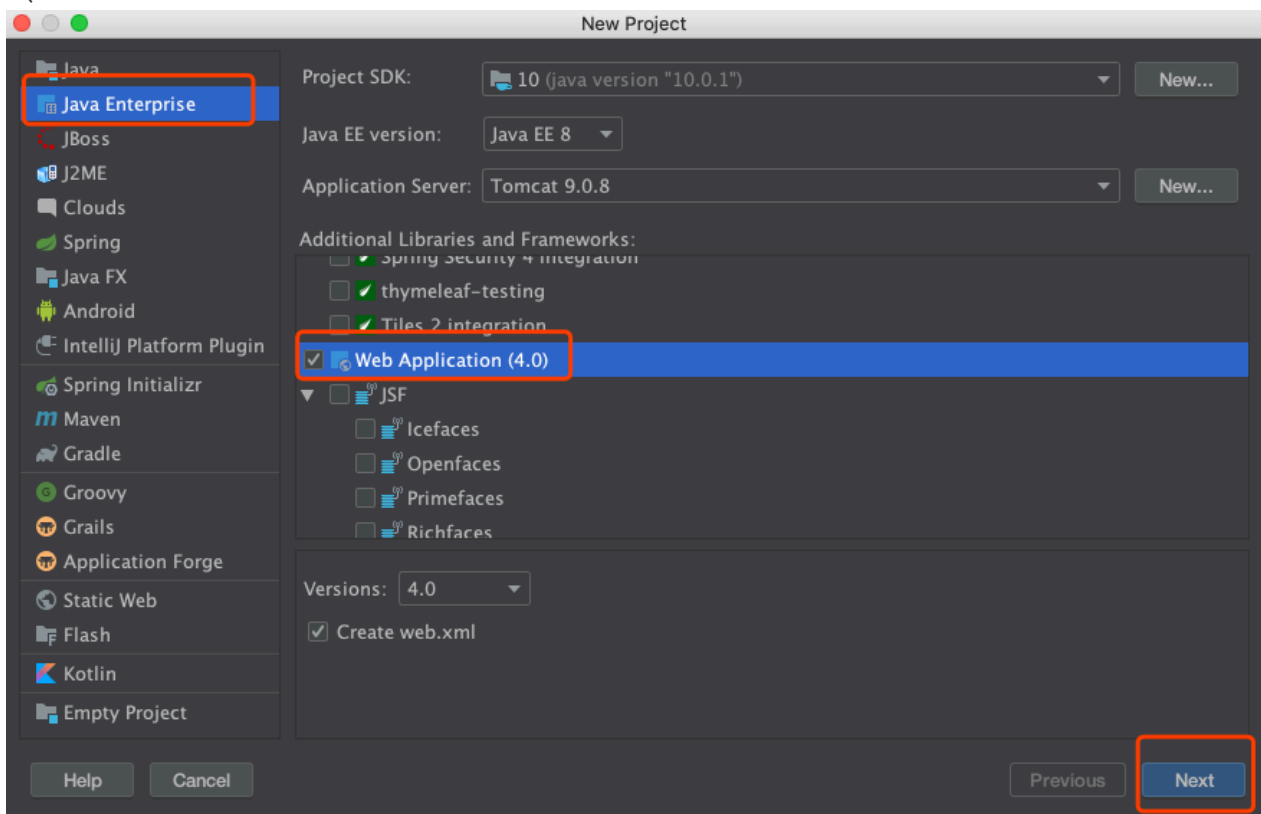 New Project
Java
Java Enterprise
JBoss
J2ME
Clouds
Spring
Java FX
Android
IntelliJ Platform Plugin
Spring Initializr
Maven
Gradle
Groovy
Grails
Application Forge
Static Web
Flash
Kotlin
Empty Project
Project SDK: 10 (java version "10.0.1") New...
Java EE version: Java EE 8
Application Server: Tomcat 9.0.8 New...
Additional Libraries and Frameworks:
Spring Security 4 integration
thymeleaf-testing
Tiles 2 integration
Web Application (4.0)
JSF
Icefaces
Openfaces
Primefaces
Richfaces
Versions: 4.0
Create web.xml
Help Cancel Previous Next